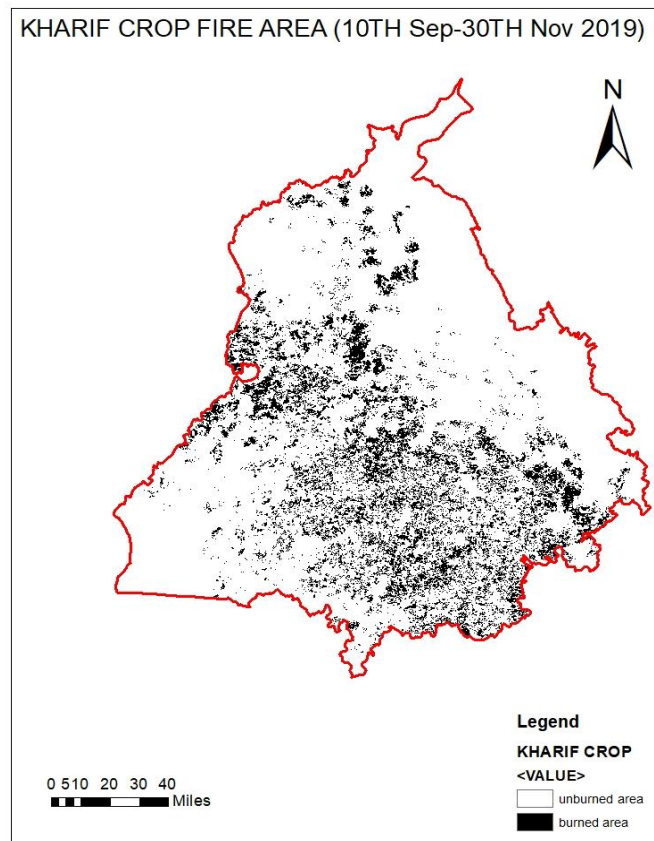 KHARIF CROP FIRE AREA (10TH Sep-30TH Nov 2019)
N
Legend
KHARIF CROP
<VALUE>
unburned area
burned area
0 510 20 30 40
Miles